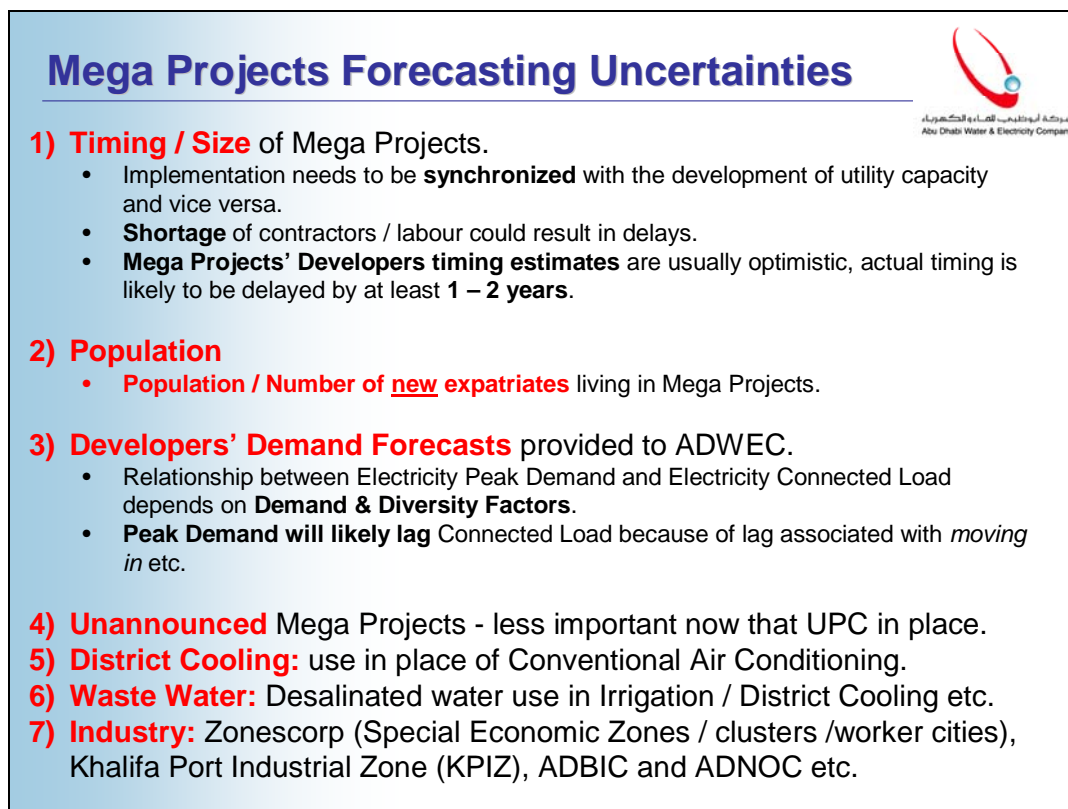 Mega Projects Forecasting Uncertainties
شركة أبوظبي للماء و الكهرباء
Abu Dhabi Water & Electricity Company
1) Timing / Size of Mega Projects.
• Implementation needs to be synchronized with the development of utility capacity
and vice versa.
• Shortage of contractors / labour could result in delays.
• Mega Projects’ Developers timing estimates are usually optimistic, actual timing is
likely to be delayed by at least 1 – 2 years.
2) Population
• Population / Number of new expatriates living in Mega Projects.
3) Developers’ Demand Forecasts provided to ADWEC.
• Relationship between Electricity Peak Demand and Electricity Connected Load
depends on Demand & Diversity Factors.
• Peak Demand will likely lag Connected Load because of lag associated with moving
in etc.
4) Unannounced Mega Projects - less important now that UPC in place.
5) District Cooling: use in place of Conventional Air Conditioning.
6) Waste Water: Desalinated water use in Irrigation / District Cooling etc.
7) Industry: Zonescorp (Special Economic Zones / clusters /worker cities),
Khalifa Port Industrial Zone (KPIZ), ADBIC and ADNOC etc.